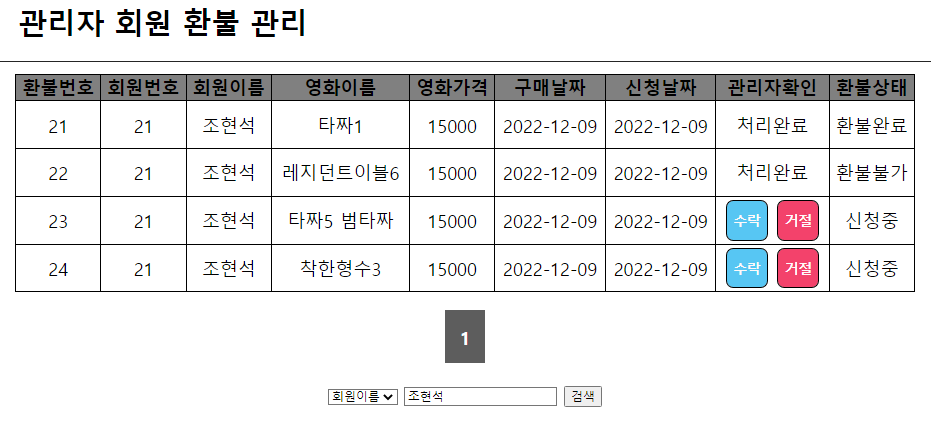 관리자 회원 환불 관리
환불번호 회원번호 회원이름 영화이름 영화가격 구매날짜 신청날짜 관리자확인 환불상태
21 21 조현석 타짜1 15000 2022-12-09 2022-12-09 처리완료 환불완료
22 21 조현석 레지던트이블6 15000 2022-12-09 2022-12-09 처리완료 환불불가
23 21 조현석 타짜5 범타짜 15000 2022-12-09 2022-12-09 수락 거절 신청중
24 21 조현석 착한형수3 15000 2022-12-09 2022-12-09 수락 거절 신청중
1
회원이름 조현석 검색